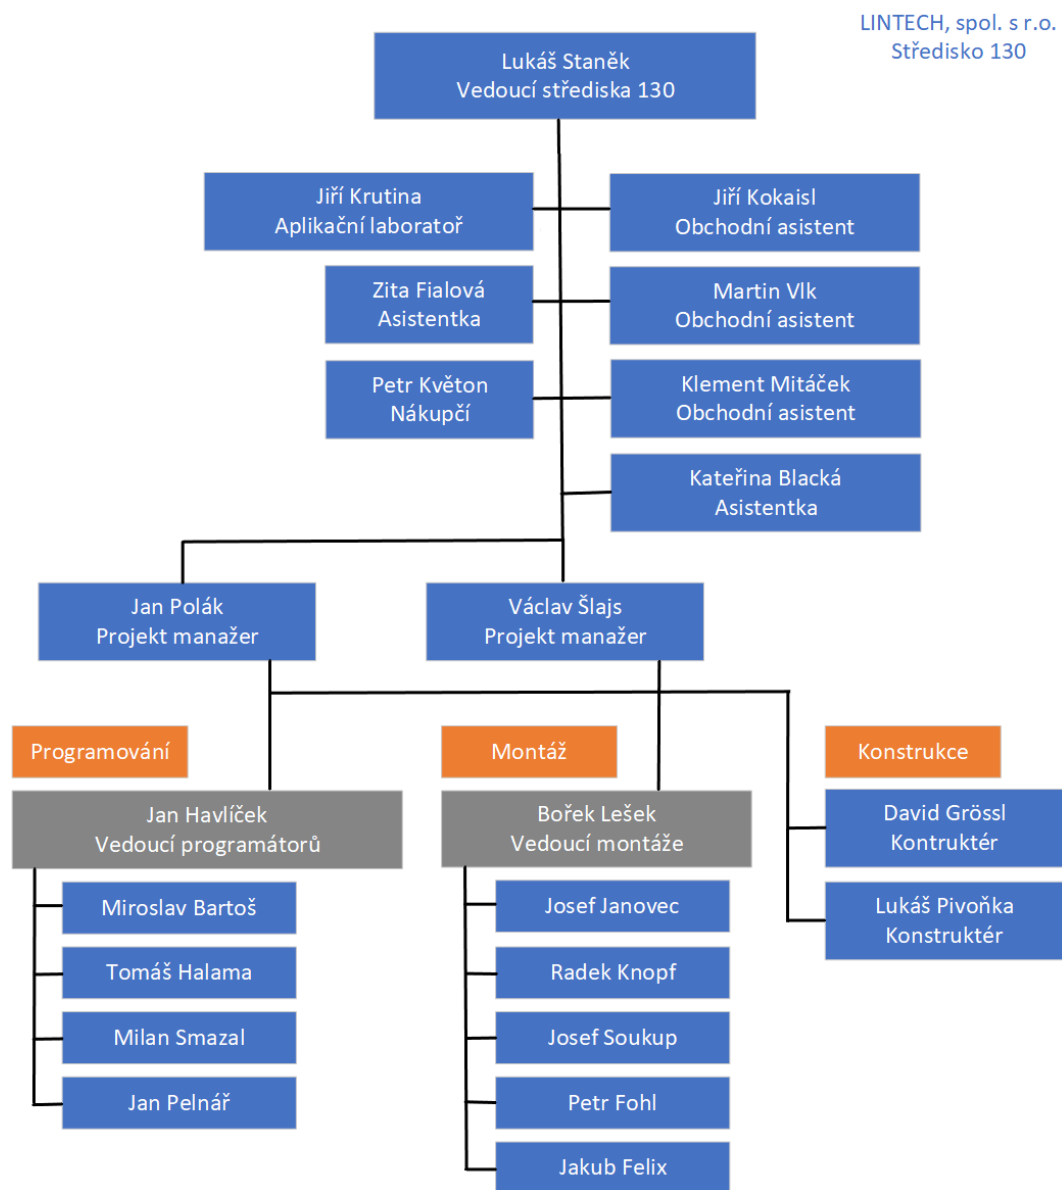 LINTECH, spol. s r.o.
Středisko 130
Lukáš Staněk
Vedoucí střediska 130
Jiří Krutina
Aplikační laboratoř
Jiří Kokaisl
Obchodní asistent
Zita Fialová
Asistentka
Martin Vlk
Obchodní asistent
Petr Květon
Nákupčí
Klement Mitáček
Obchodní asistent
Kateřina Blacká
Asistentka
Jan Polák
Projekt manažer
Václav Šlajs
Projekt manažer
Programování
Jan Havlíček
Vedoucí programátorů
Miroslav Bartoš
Tomáš Halama
Milan Smazal
Jan Pelnář
Montáž
Bořek Lešek
Vedoucí montáže
Josef Janovec
Radek Knopf
Josef Soukup
Petr Fohl
Jakub Felix
Konstrukce
David Grössl
Kontruktér
Lukáš Pivoňka
Konstruktér